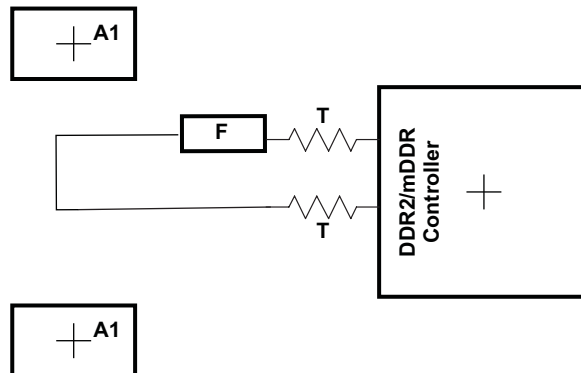 A1
T
F
DDR2/mDDR
Controller
T
A1